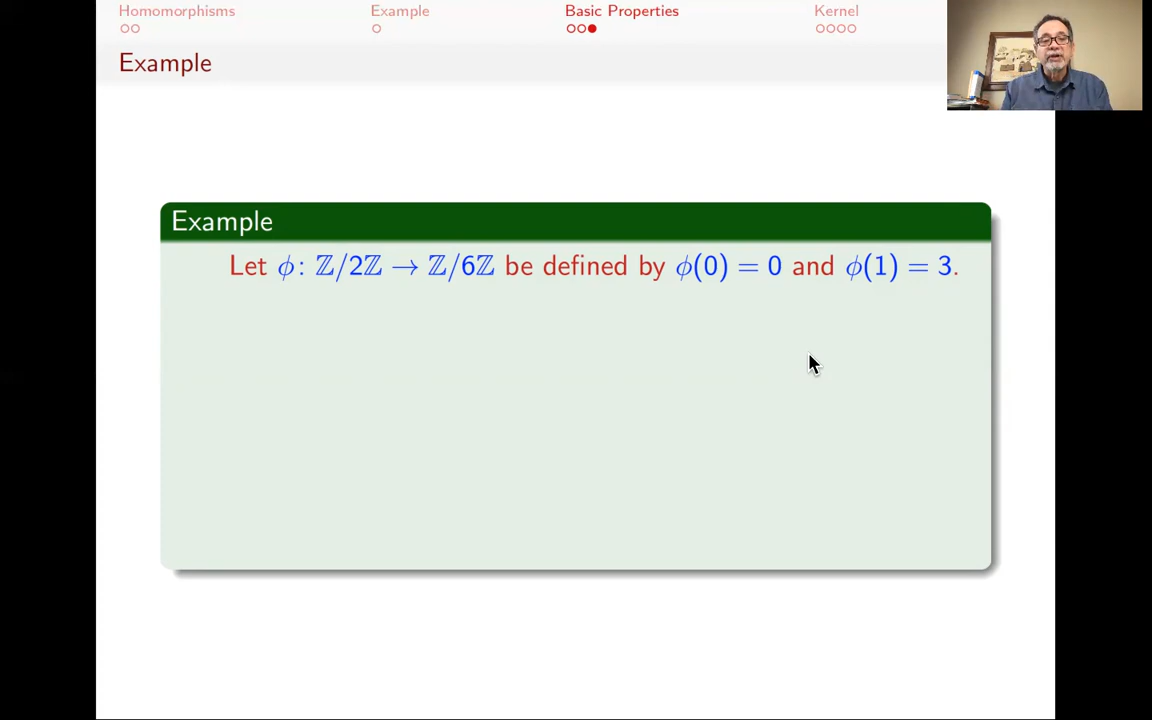 Homomorphisms Example Basic Properties Kernel
Example
Example
Let ϕ: ℤ/2ℤ → ℤ/6ℤ be defined by ϕ(0) = 0 and ϕ(1) = 3.